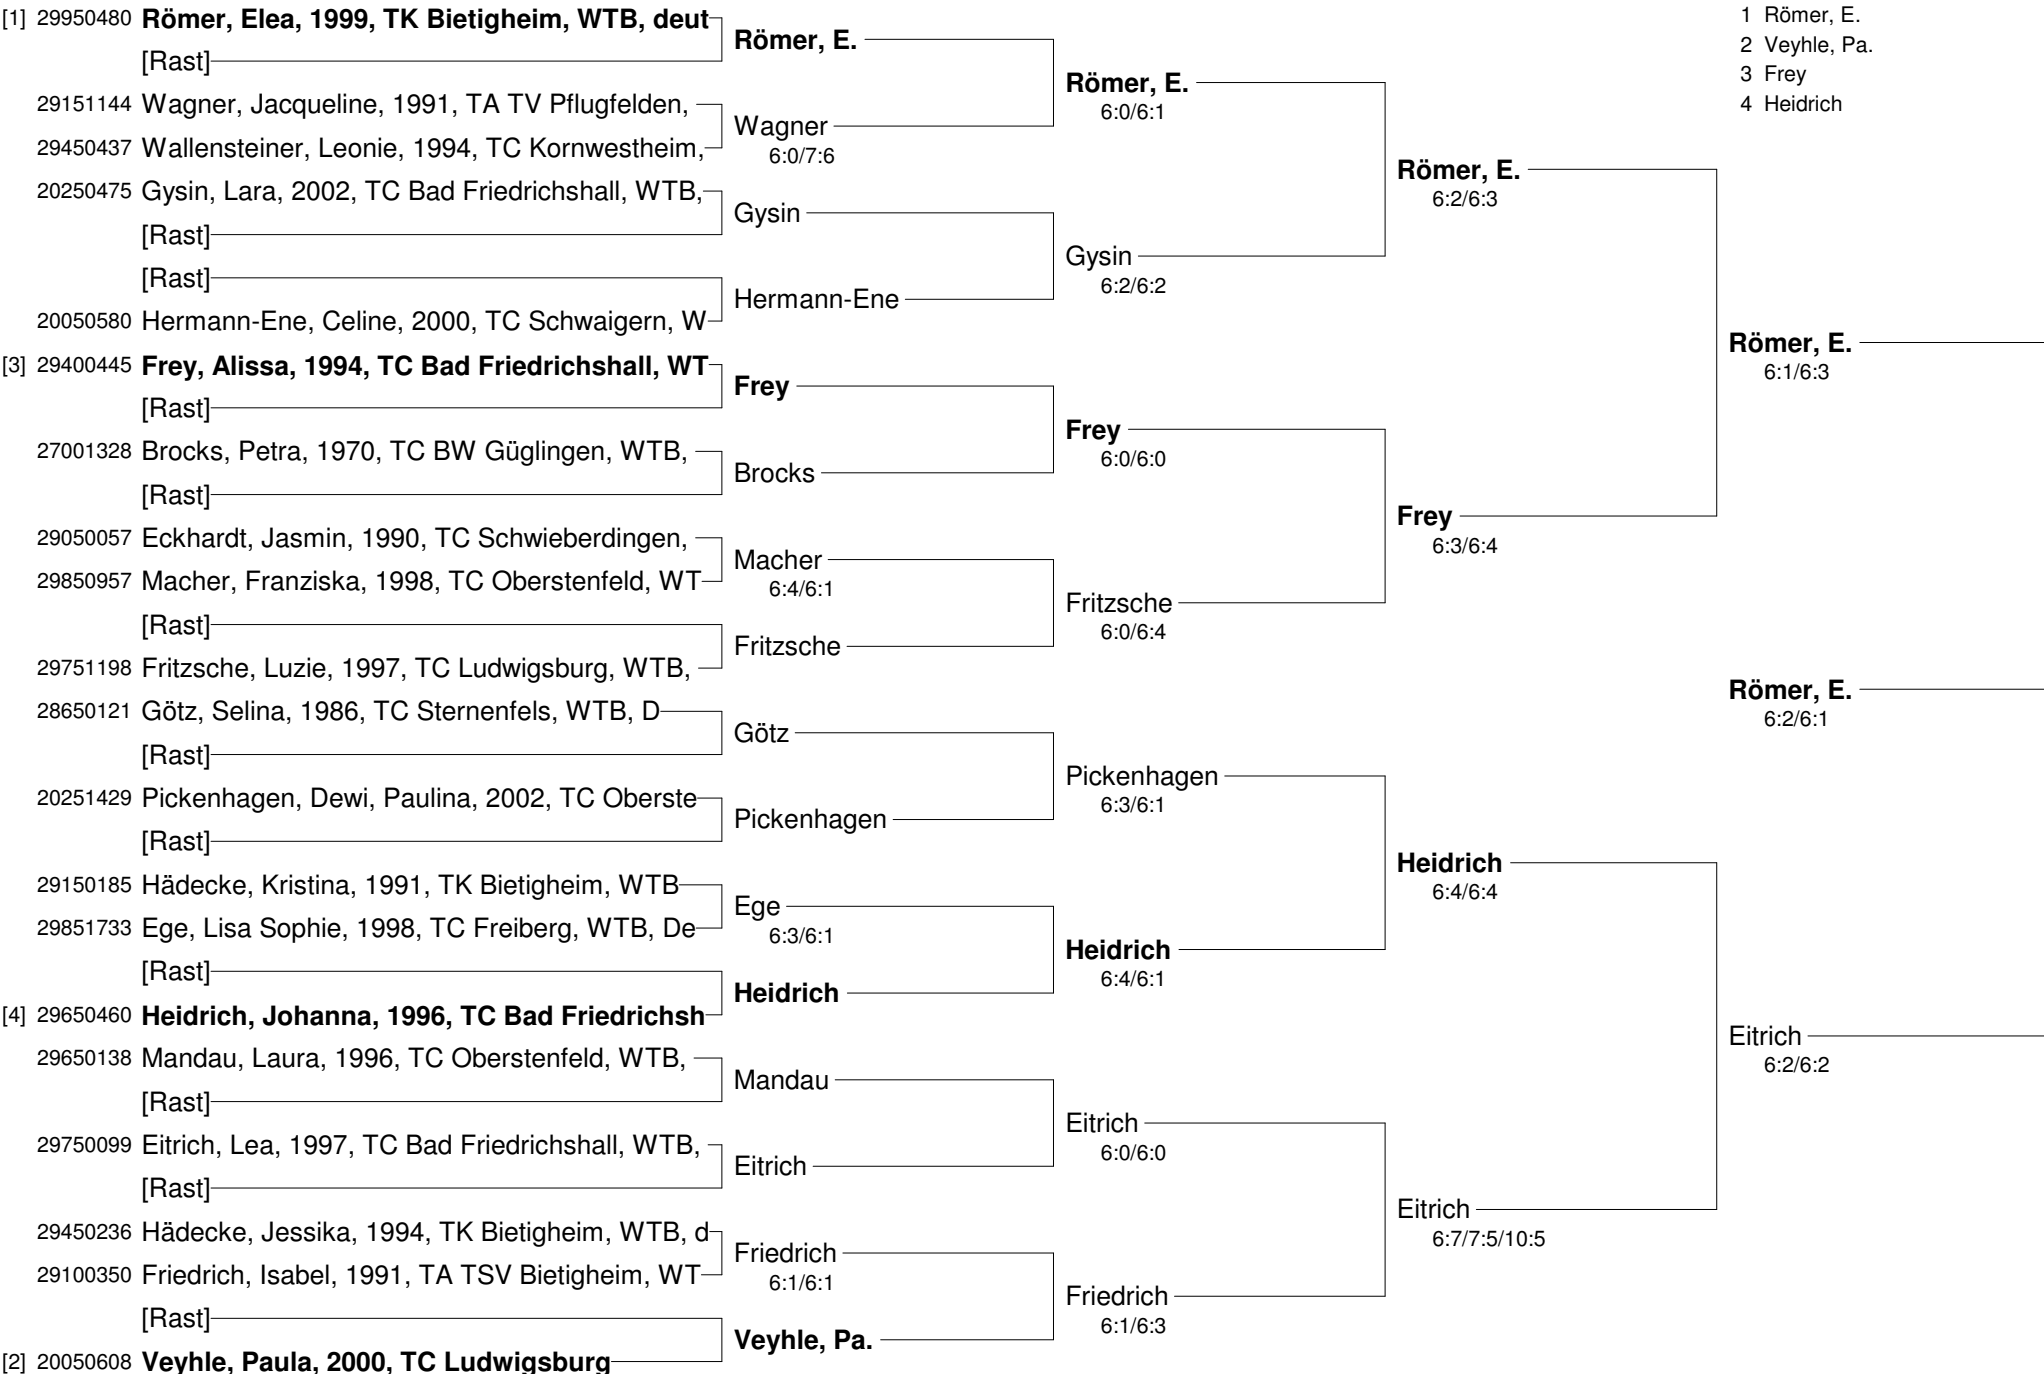 [1] 29950480 Römer, Elea, 1999, TK Bietigheim, WTB, deut
[Rast]
29151144 Wagner, Jacqueline, 1991, TA TV Pflugfelden,
29450437 Wallensteiner, Leonie, 1994, TC Kornwestheim,
20250475 Gysin, Lara, 2002, TC Bad Friedrichshall, WTB,
[Rast]
[Rast]
20050580 Hermann-Ene, Celine, 2000, TC Schwaigern, W
[3] 29400445 Frey, Alissa, 1994, TC Bad Friedrichshall, WT
[Rast]
27001328 Brocks, Petra, 1970, TC BW Güglingen, WTB,
[Rast]
29050057 Eckhardt, Jasmin, 1990, TC Schwieberdingen,
29850957 Macher, Franziska, 1998, TC Oberstenfeld, WT
[Rast]
29751198 Fritzsche, Luzie, 1997, TC Ludwigsburg, WTB,
28650121 Götz, Selina, 1986, TC Sternenfels, WTB, D
[Rast]
20251429 Pickenhagen, Dewi, Paulina, 2002, TC Oberste
[Rast]
29150185 Hädecke, Kristina, 1991, TK Bietigheim, WTB
29851733 Ege, Lisa Sophie, 1998, TC Freiberg, WTB, De
[Rast]
[4] 29650460 Heidrich, Johanna, 1996, TC Bad Friedrichsh
29650138 Mandau, Laura, 1996, TC Oberstenfeld, WTB,
[Rast]
29750099 Eitrich, Lea, 1997, TC Bad Friedrichshall, WTB,
[Rast]
29450236 Hädecke, Jessika, 1994, TK Bietigheim, WTB, d
29100350 Friedrich, Isabel, 1991, TA TSV Bietigheim, WT
[Rast]
[2] 20050608 Veyhle, Paula, 2000, TC Ludwigsburg
Römer, E.
Wagner
6:0/7:6
Gysin
Hermann-Ene
Frey
Brocks
Macher
6:4/6:1
Fritzsche
Götz
Pickenhagen
Ege
6:3/6:1
Heidrich
Mandau
Eitrich
Friedrich
6:1/6:1
Veyhle, Pa.
Römer, E.
6:0/6:1
Gysin
6:2/6:2
Frey
6:0/6:0
Fritzsche
6:0/6:4
Pickenhagen
6:3/6:1
Heidrich
6:4/6:1
Eitrich
6:0/6:0
Friedrich
6:1/6:3
Römer, E.
6:2/6:3
Frey
6:3/6:4
Heidrich
6:4/6:4
Eitrich
6:7/7:5/10:5
1 Römer, E.
2 Veyhle, Pa.
3 Frey
4 Heidrich
Römer, E.
6:1/6:3
Römer, E.
6:2/6:1
Eitrich
6:2/6:2